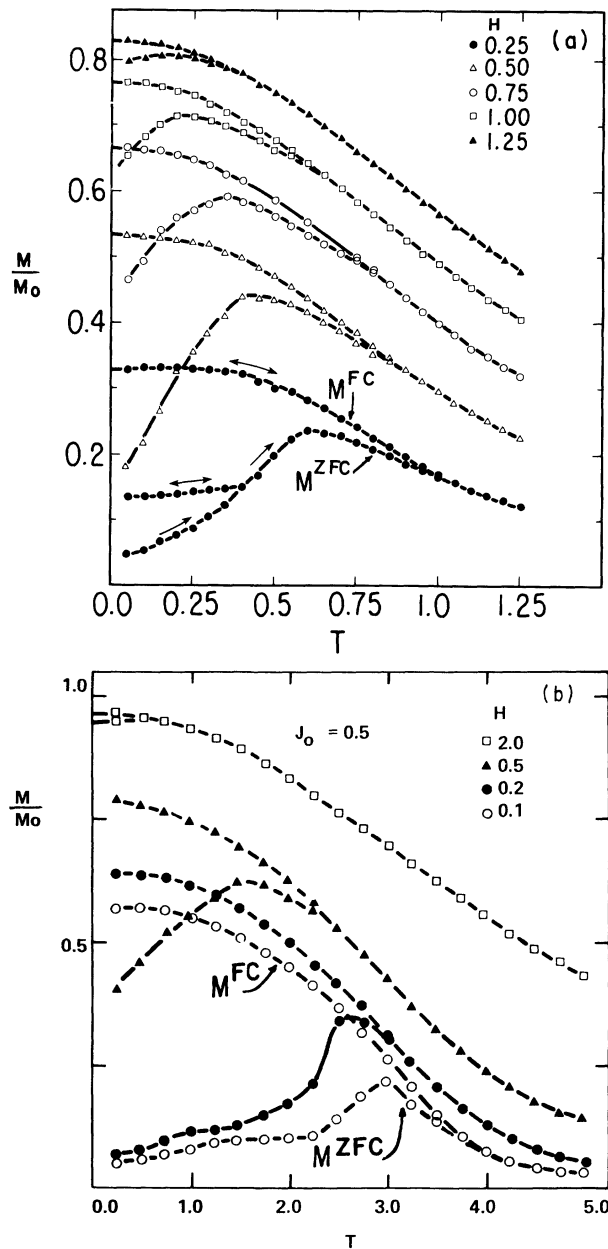 (a)
H
● 0.25
△ 0.50
○ 0.75
□ 1.00
▲ 1.25
0.8
0.6
M
M₀
0.4
M^FC
0.2
M^ZFC
0.0 0.25 0.5 0.75 1.0 1.25
T
(b)
1.0
J₀ = 0.5
H
□ 2.0
▲ 0.5
● 0.2
○ 0.1
M
Mo
0.5
M^FC
M^ZFC
0.0 1.0 2.0 3.0 4.0 5.0
T